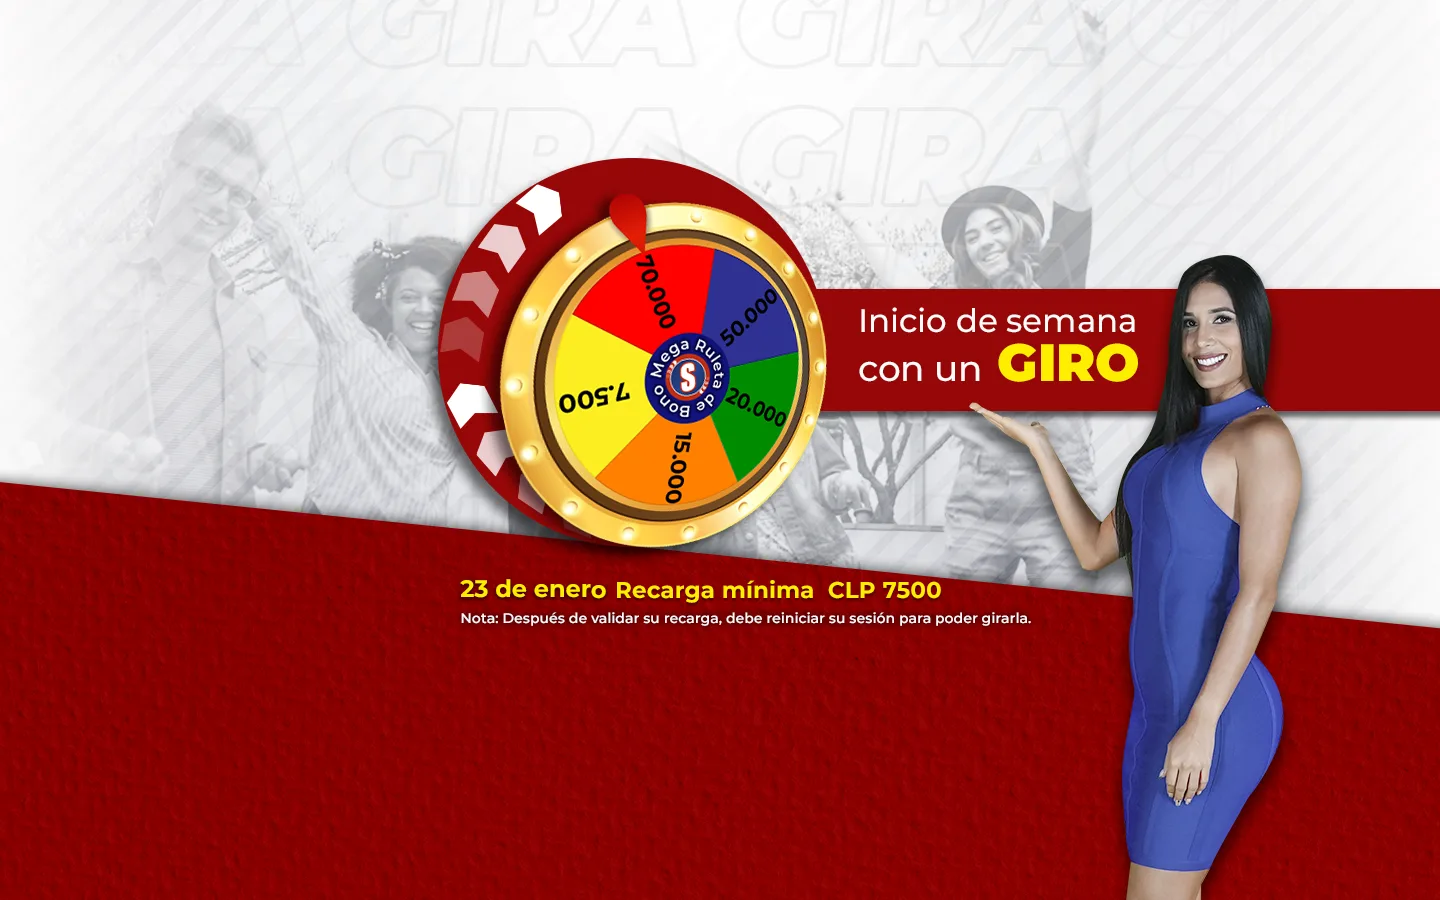 GIRA GIRA G
GIRA GIRA G
70.000
50.000
20.000
15.000
7.500
Mega Ruleta de Bono
S
Inicio de semana
con un GIRO
23 de enero Recarga mínima CLP 7500
Nota: Después de validar su recarga, debe reiniciar su sesión para poder girarla.